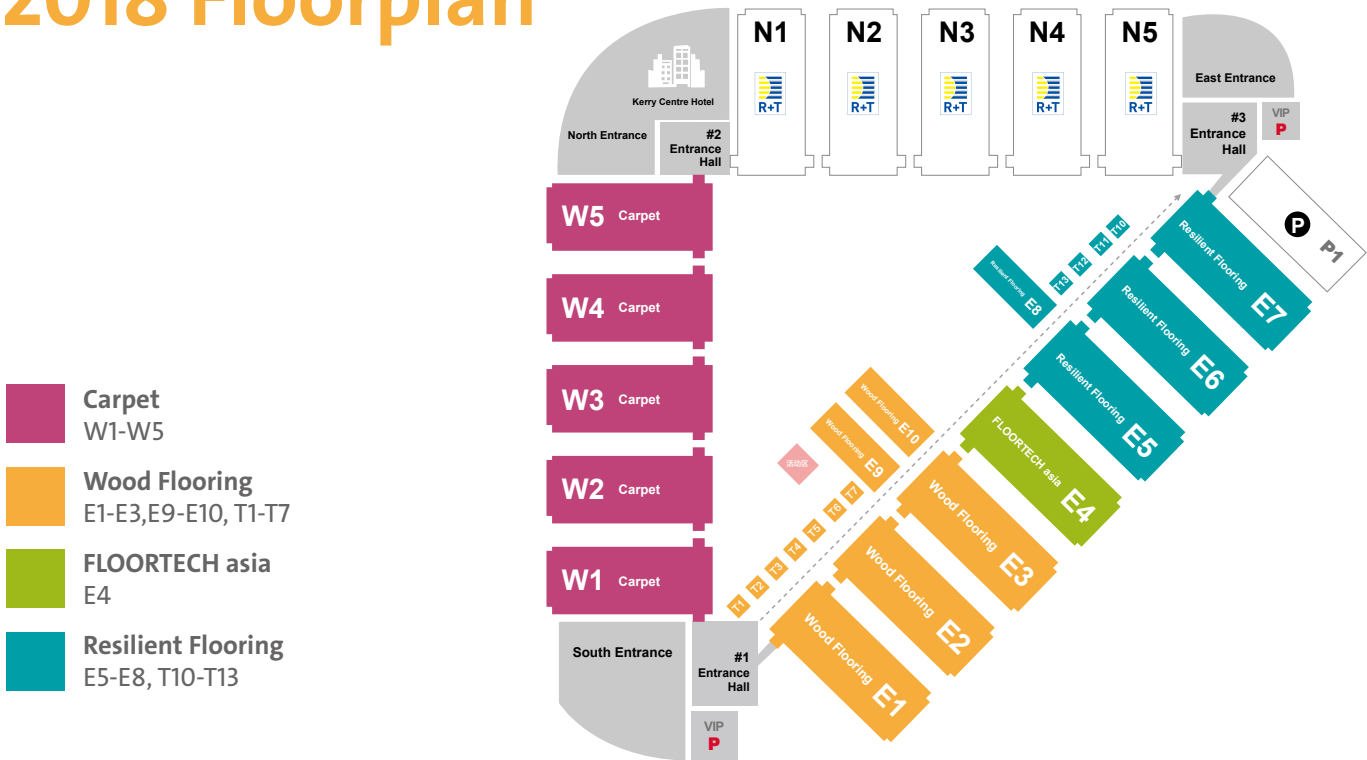 2018 Floorplan
N1
N2
N3
N4
N5
R+T
R+T
R+T
R+T
R+T
Kerry Centre Hotel
North Entrance
#2
Entrance
Hall
East Entrance
#3
Entrance
Hall
VIP
P
P
P1
W5 Carpet
W4 Carpet
W3 Carpet
W2 Carpet
W1 Carpet
Carpet
W1-W5
Wood Flooring
E1-E3,E9-E10, T1-T7
FLOORTECH asia
E4
Resilient Flooring
E5-E8, T10-T13
T10
T11
T12
T13
Resilient Flooring E8
Resilient Flooring E7
Resilient Flooring E6
Resilient Flooring E5
FLOORTECH asia E4
Wood Flooring E10
Wood Flooring E9
活动区
Wood Flooring E3
Wood Flooring E2
Wood Flooring E1
T7
T6
T5
T4
T3
T2
T1
South Entrance
#1
Entrance
Hall
VIP
P